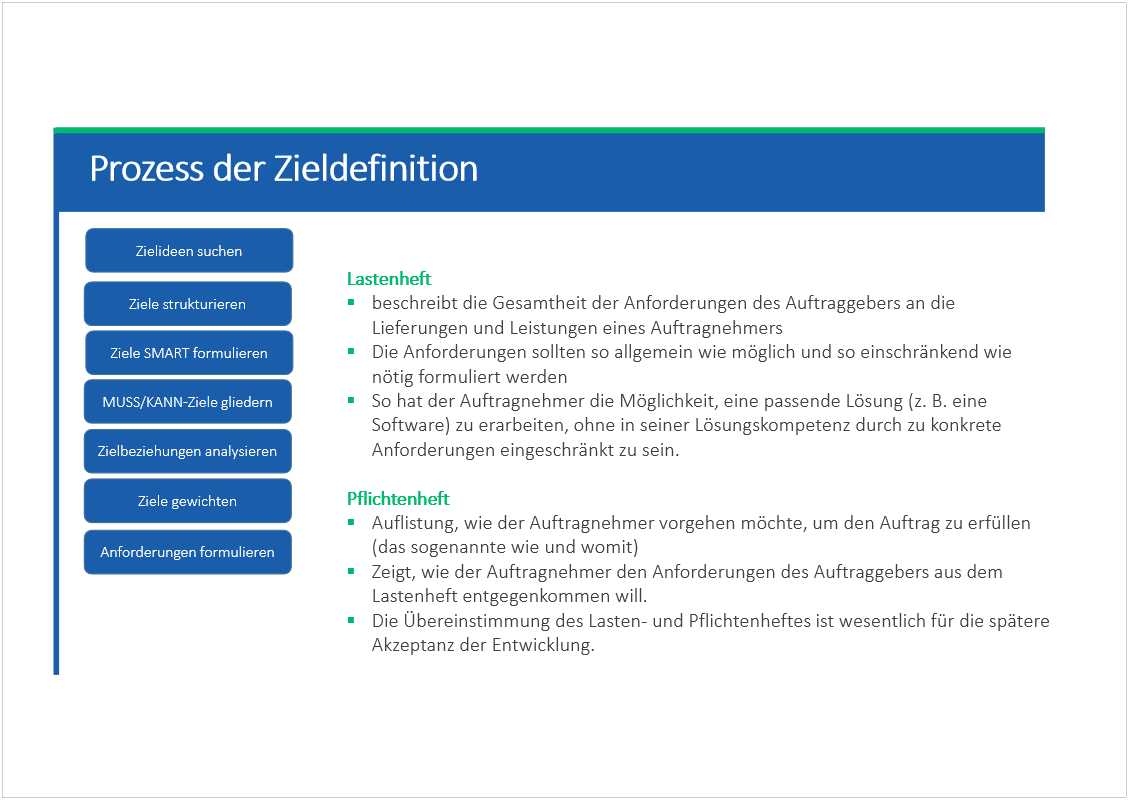 Prozess der Zieldefinition
Zielideen suchen
Ziele strukturieren
Ziele SMART formulieren
MUSS/KANN-Ziele gliedern
Zielbeziehungen analysieren
Ziele gewichten
Anforderungen formulieren
Lastenheft
▪ beschreibt die Gesamtheit der Anforderungen des Auftraggebers an die
Lieferungen und Leistungen eines Auftragnehmers
▪ Die Anforderungen sollten so allgemein wie möglich und so einschränkend wie
nötig formuliert werden
▪ So hat der Auftragnehmer die Möglichkeit, eine passende Lösung (z. B. eine
Software) zu erarbeiten, ohne in seiner Lösungskompetenz durch zu konkrete
Anforderungen eingeschränkt zu sein.
Pflichtenheft
▪ Auflistung, wie der Auftragnehmer vorgehen möchte, um den Auftrag zu erfüllen
(das sogenannte wie und womit)
▪ Zeigt, wie der Auftragnehmer den Anforderungen des Auftraggebers aus dem
Lastenheft entgegenkommen will.
▪ Die Übereinstimmung des Lasten- und Pflichtenheftes ist wesentlich für die spätere
Akzeptanz der Entwicklung.